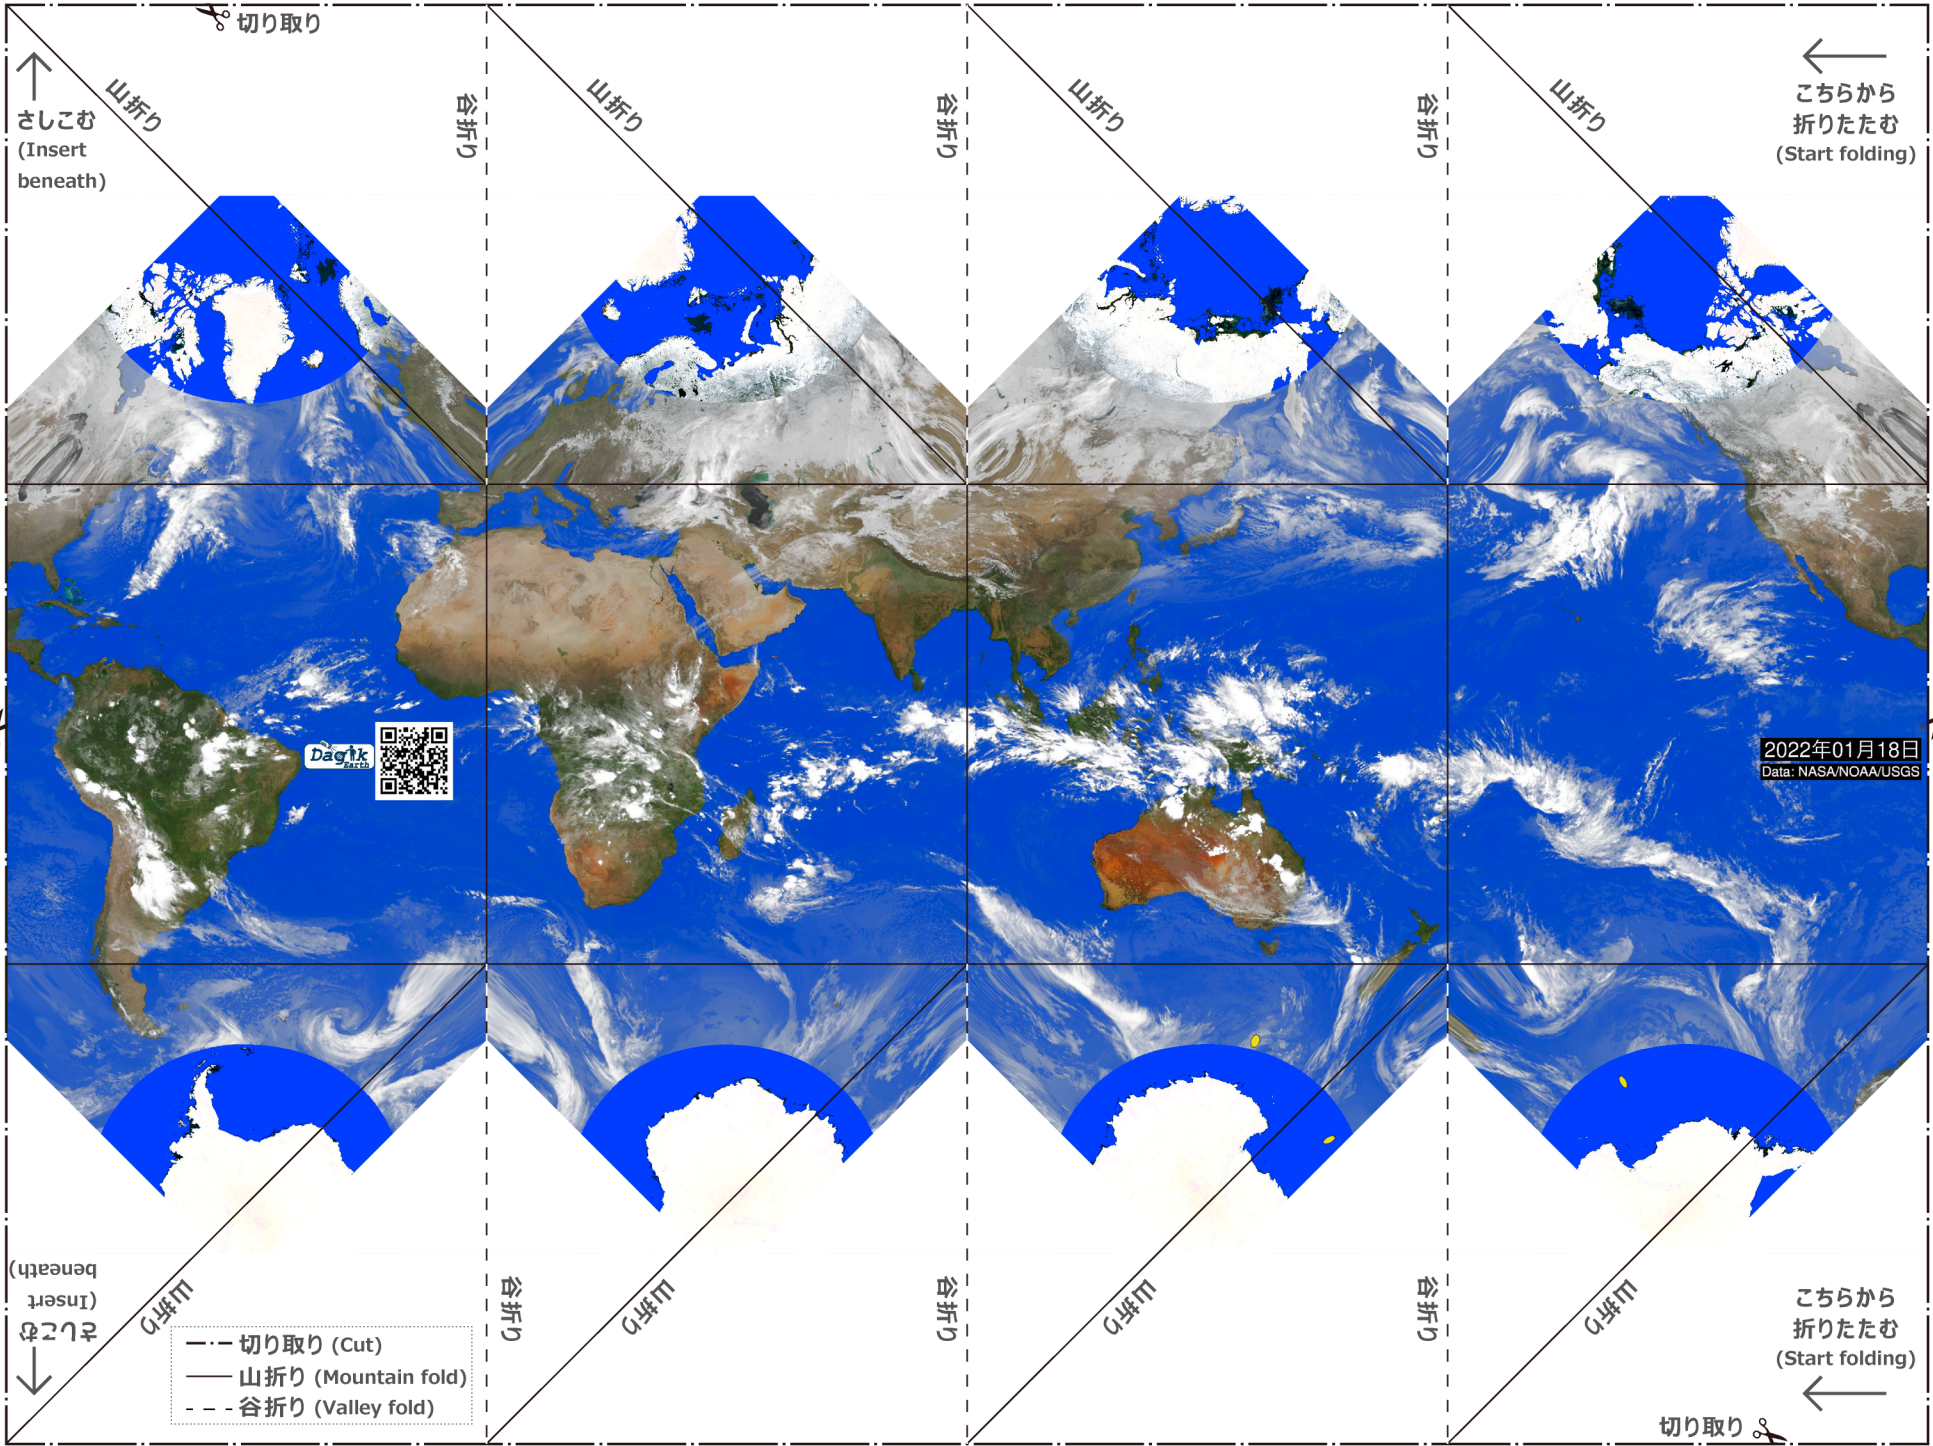 切り取り
山折り
谷折り
山折り
谷折り
山折り
谷折り
山折り
さしこむ
(Insert
beneath)
こちらから
折りたたむ
(Start folding)
Dagik
Earth
2022年01月18日
Data: NASA/NOAA/USGS
さしこむ
(Insert
beneath)
山折り
谷折り
山折り
谷折り
山折り
谷折り
山折り
こちらから
折りたたむ
(Start folding)
切り取り (Cut)
山折り (Mountain fold)
谷折り (Valley fold)
切り取り